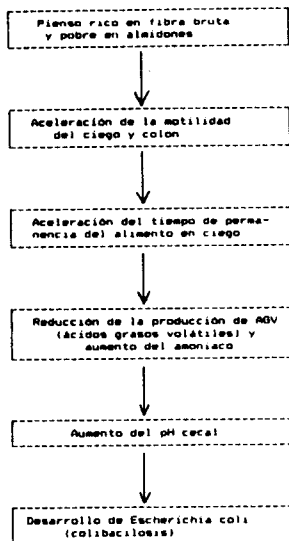 Pienso rico en fibra bruta
y pobre en almidones
Aceleración de la motilidad
del ciego y colon
Aceleración del tiempo de perma-
nencia del alimento en ciego
Reducción de la producción de AGV
(ácidos grasos volátiles) y
aumento del amoniaco
Aumento del pH cecal
Desarrollo de Escherichia coli
(colibacilosis)